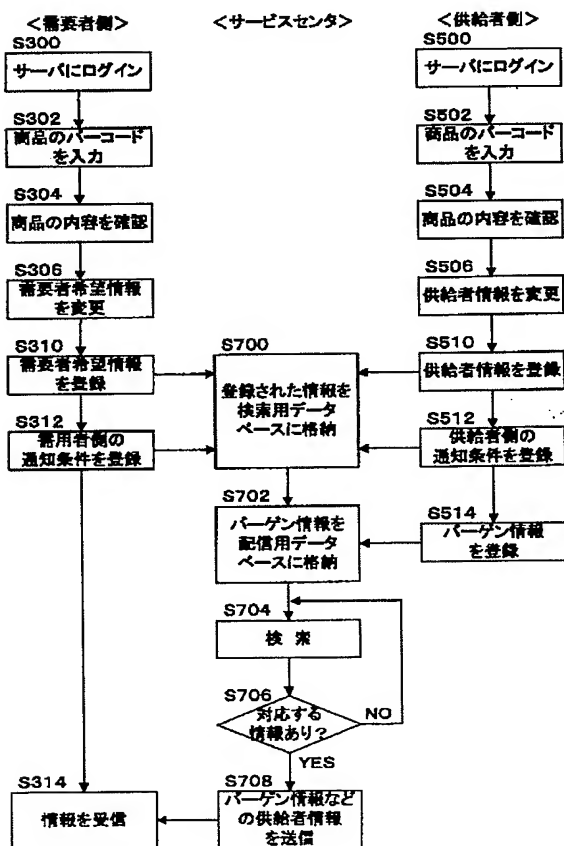 <需要者側>
<サービスセンタ>
<供給者側>
S300
サーバにログイン
S302
商品のバーコード
を入力
S304
商品の内容を確認
S306
需要者希望情報
を変更
S310
需要者希望情報
を登録
S312
需用者側の
通知条件を登録
S314
情報を受信
S700
登録された情報を
検索用データ
ベースに格納
S702
バーゲン情報を
配信用データ
ベースに格納
S704
検 索
S706
対応する
情報あり?
NO
YES
S708
バーゲン情報など
の供給者情報
を送信
S500
サーバにログイン
S502
商品のバーコード
を入力
S504
商品の内容を確認
S506
供給者情報を変更
S510
供給者情報を登録
S512
供給者側の
通知条件を登録
S514
バーゲン情報
を登録